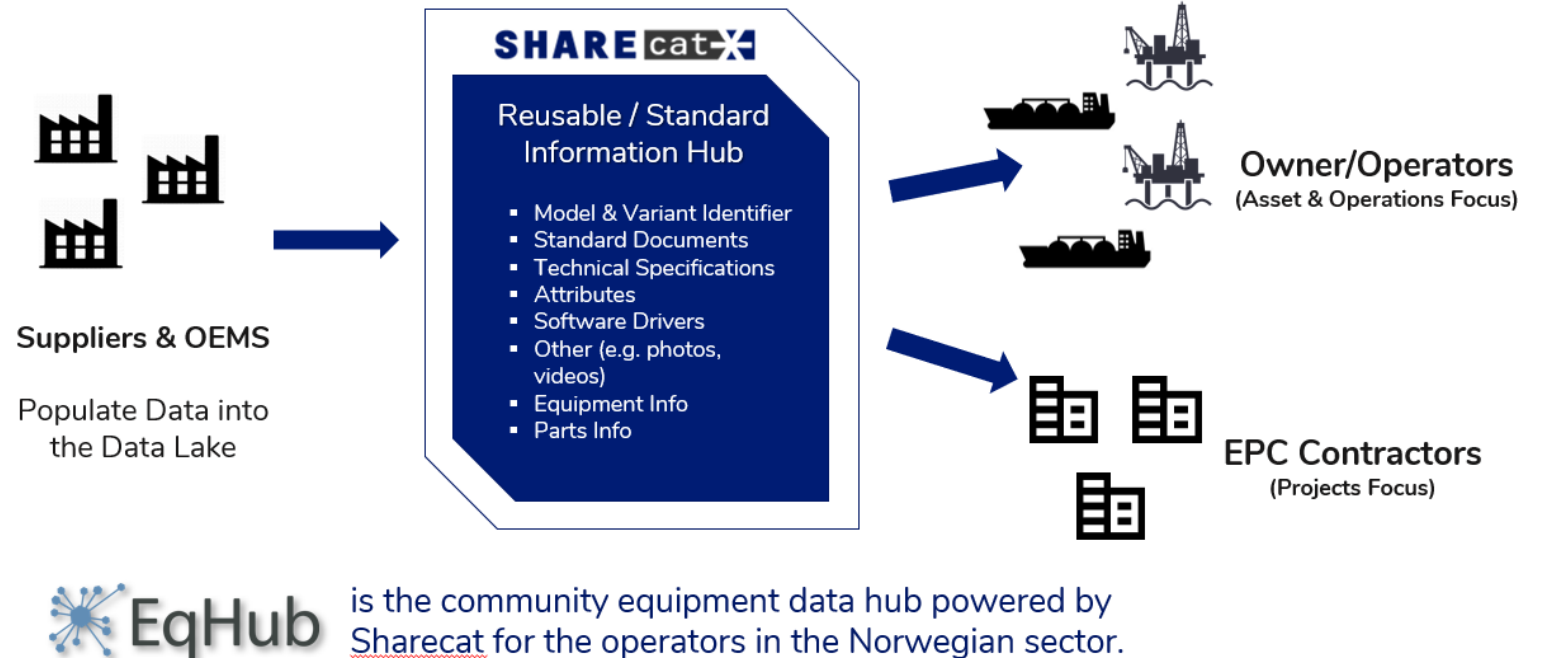 SHAREcat-X
Reusable / Standard
Information Hub
▪ Model & Variant Identifier
▪ Standard Documents
▪ Technical Specifications
▪ Attributes
▪ Software Drivers
▪ Other (e.g. photos,
videos)
▪ Equipment Info
▪ Parts Info
Suppliers & OEMS
Populate Data into
the Data Lake
Owner/Operators
(Asset & Operations Focus)
EPC Contractors
(Projects Focus)
EqHub
is the community equipment data hub powered by
Sharecat for the operators in the Norwegian sector.